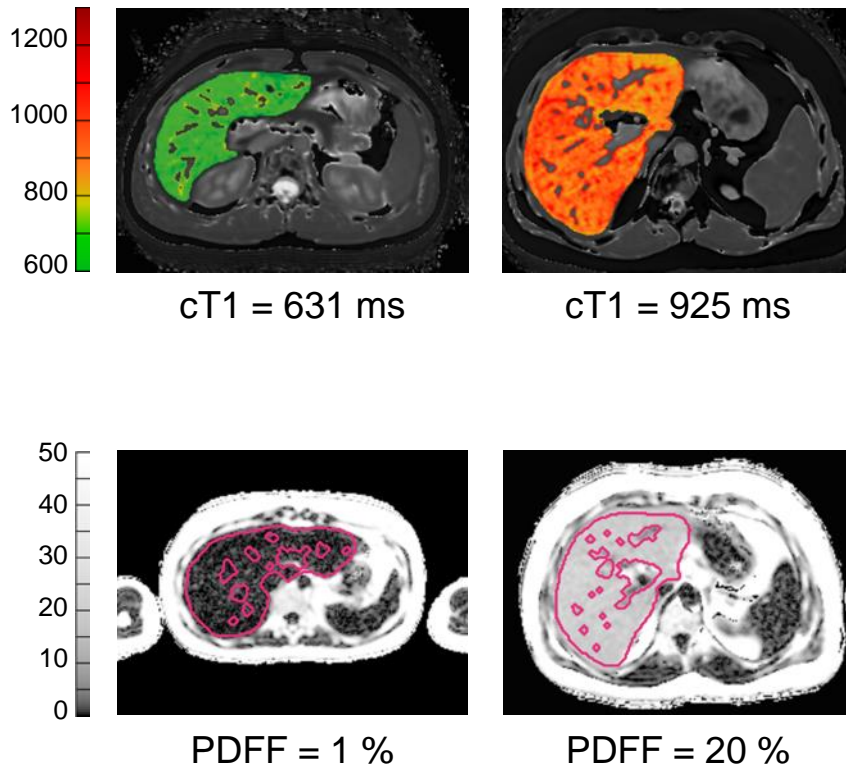 1200
1000
800
600
cT1 = 631 ms
cT1 = 925 ms
50
40
30
20
10
0
PDFF = 1 %
PDFF = 20 %